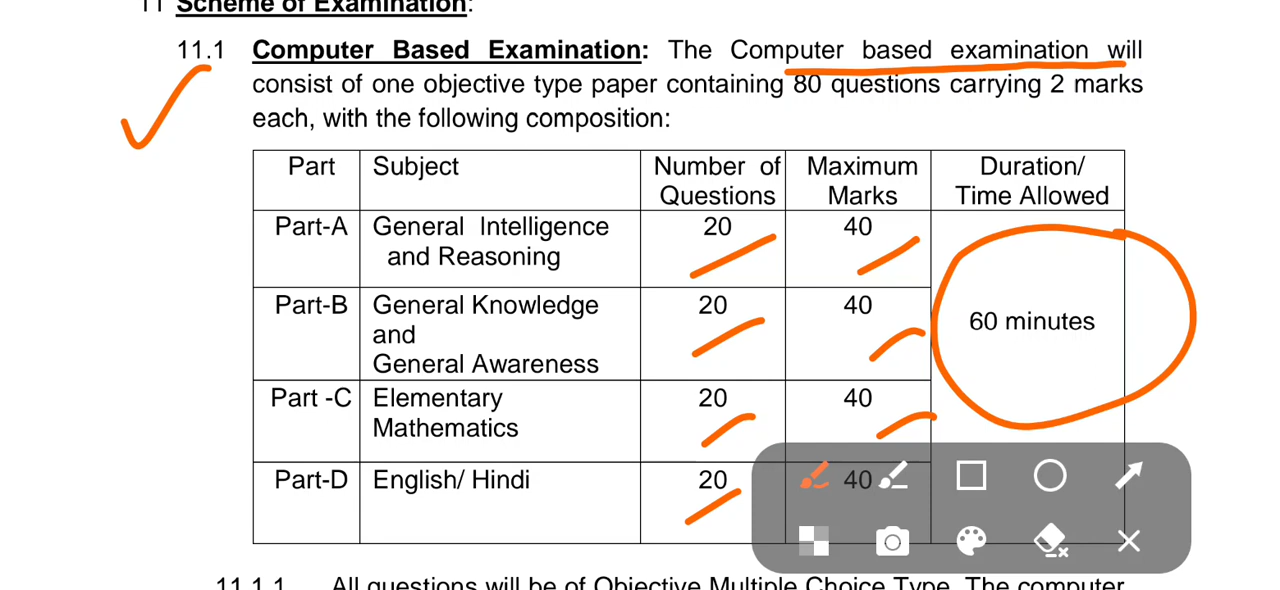 11 Scheme of Examination:
11.1 Computer Based Examination: The Computer based examination will
consist of one objective type paper containing 80 questions carrying 2 marks
each, with the following composition:
Part Subject Number of Questions Maximum Marks Duration/ Time Allowed
Part-A General Intelligence and Reasoning 20 40 60 minutes
Part-B General Knowledge and General Awareness 20 40
Part -C Elementary Mathematics 20 40
Part-D English/ Hindi 20 40
11.1.1 All questions will be of Objective Multiple Choice Type. The computer